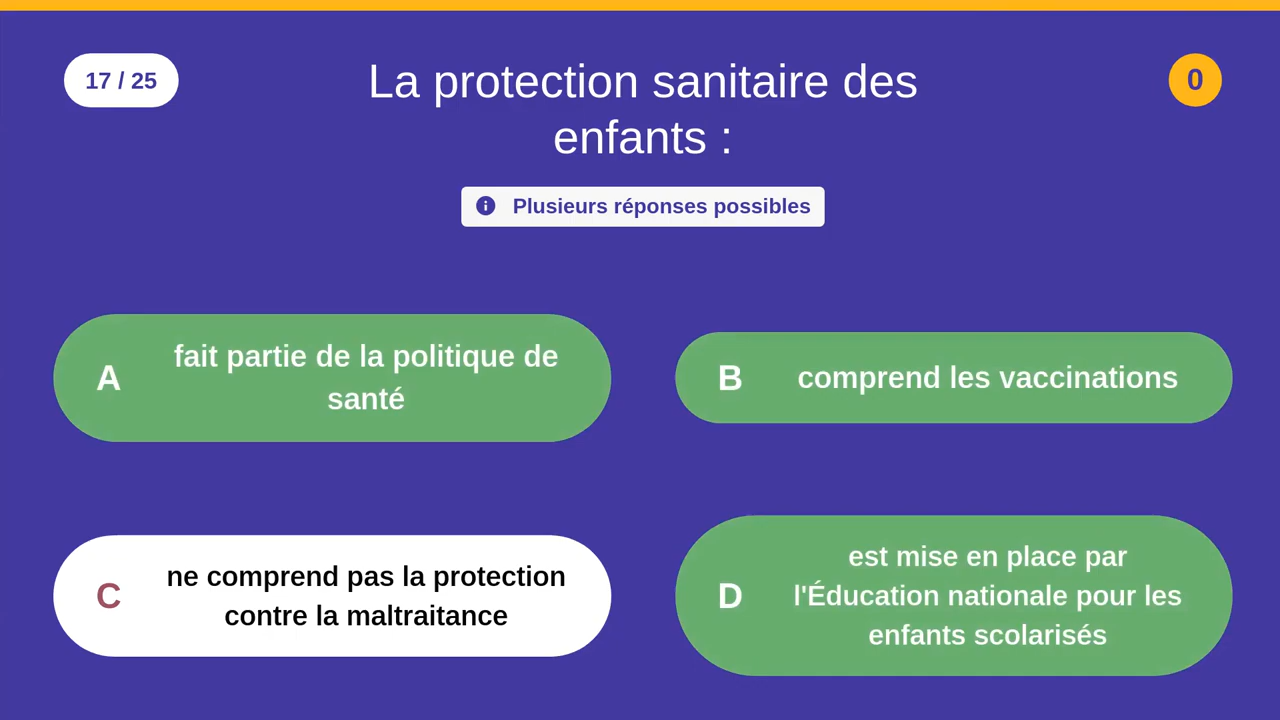 17 / 25
La protection sanitaire des
enfants :
0
Plusieurs réponses possibles
A
fait partie de la politique de
santé
B
comprend les vaccinations
C
ne comprend pas la protection
contre la maltraitance
D
est mise en place par
l'Éducation nationale pour les
enfants scolarisés